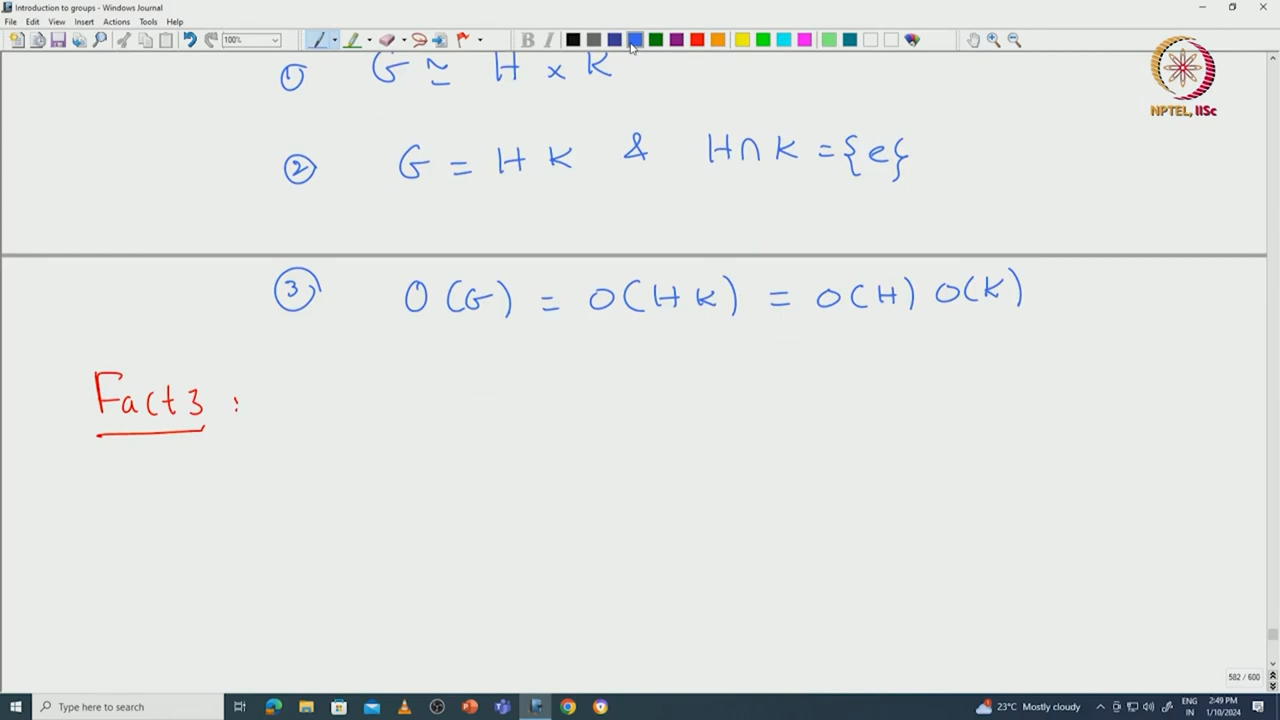 Introduction to groups - Windows Journal
File Edit View Insert Actions Tools Help
100%
① G ≃ H × K
NPTEL, IISc
② G = H K & H ∩ K = {e}
③ O(G) = O(HK) = O(H) O(K)
Fact 3 :
582 / 600
Type here to search
23°C Mostly cloudy
ENG
IN
2:49 PM
1/10/2024